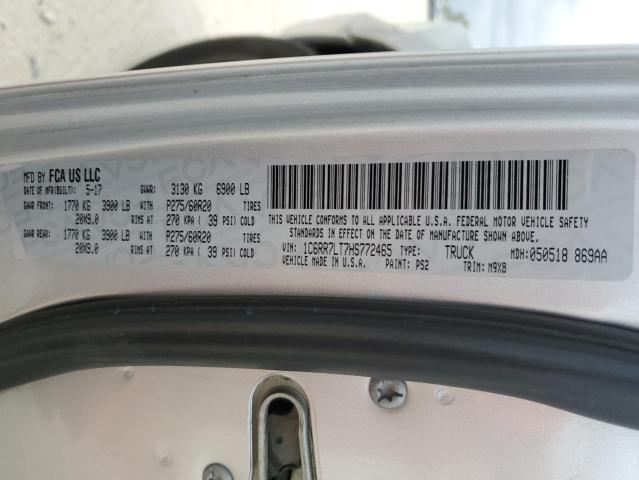 MFD BY FCA US LLC
DATE OF MFR(BUILT): 5-17 GVWR: 3130 KG 6900 LB
GAWR FRONT: 1770 KG 3900 LB WITH P275/60R20 TIRES
20X9.0 RIMS AT 270 KPA ( 39 PSI) COLD
GAWR REAR: 1770 KG 3900 LB WITH P275/60R20 TIRES
20X9.0 RIMS AT 270 KPA ( 39 PSI) COLD
THIS VEHICLE CONFORMS TO ALL APPLICABLE U.S.A. FEDERAL MOTOR VEHICLE SAFETY
STANDARDS IN EFFECT ON THE DATE OF MANUFACTURE SHOWN ABOVE.
VIN: 1C6RR7LT7HS772465 TYPE: TRUCK MDH: 050518 869AA
VEHICLE MADE IN U.S.A. PAINT: PS2 TRIM: M9X8